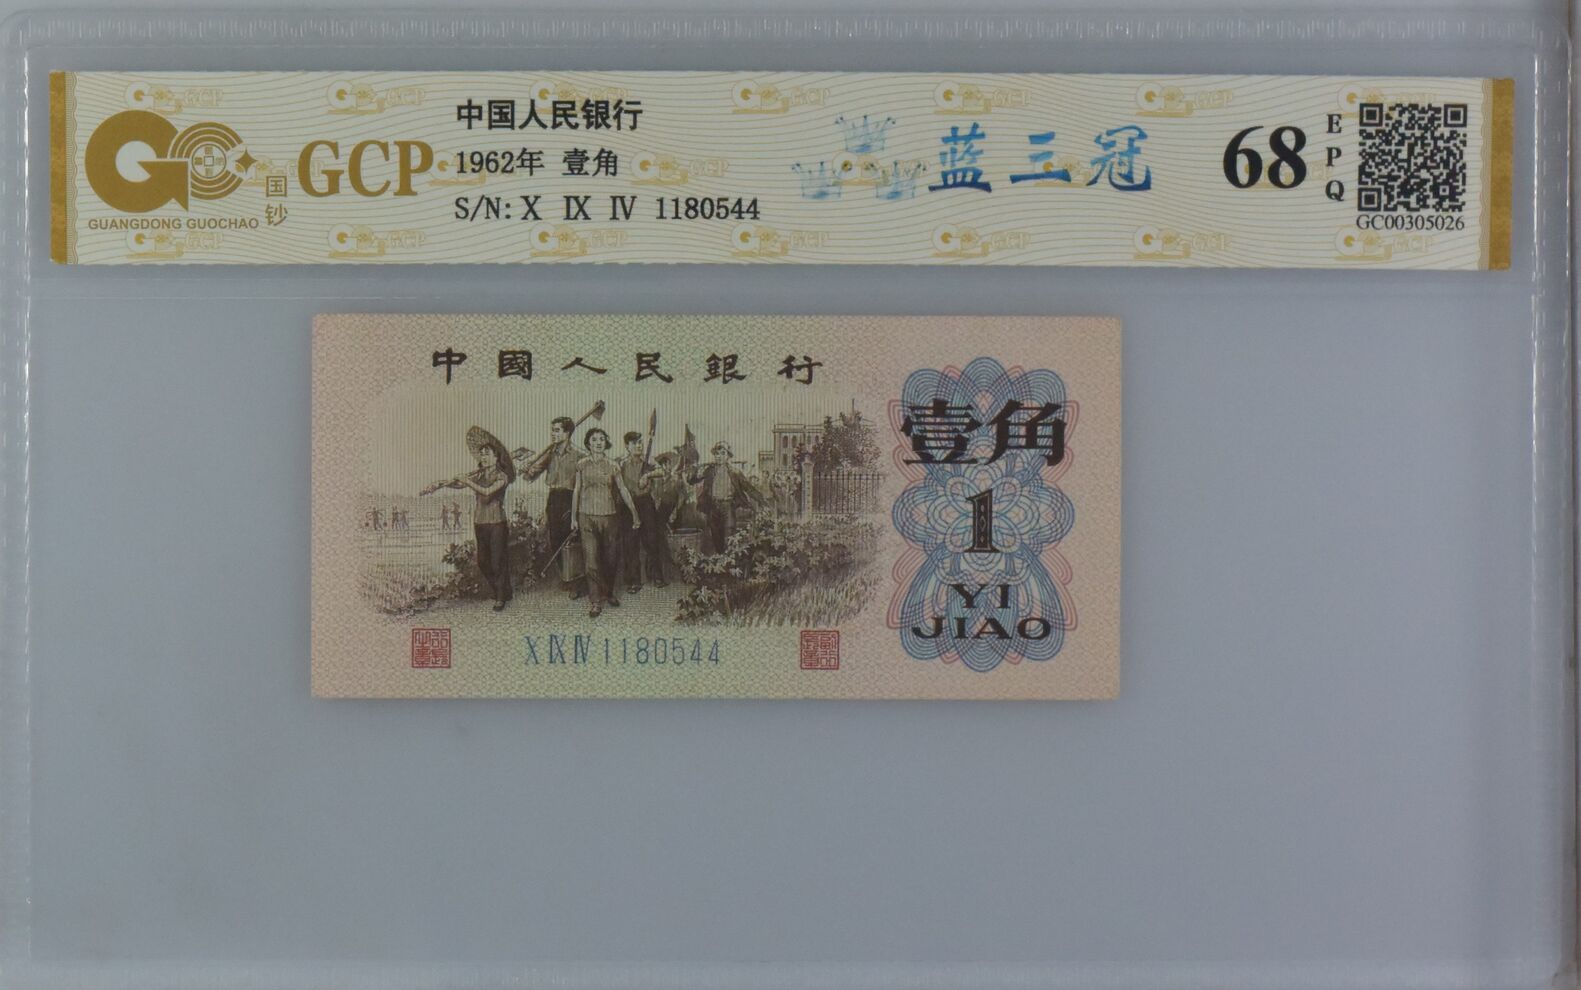 中国人民银行
1962年 壹角
S/N: X IX IV 1180544
GCP
国钞
GUANGDONG GUOCHAO
蓝三冠
68
EPQ
GC00305026
中國人民銀行
壹角
1
YI
JIAO
X IX IV 1180544